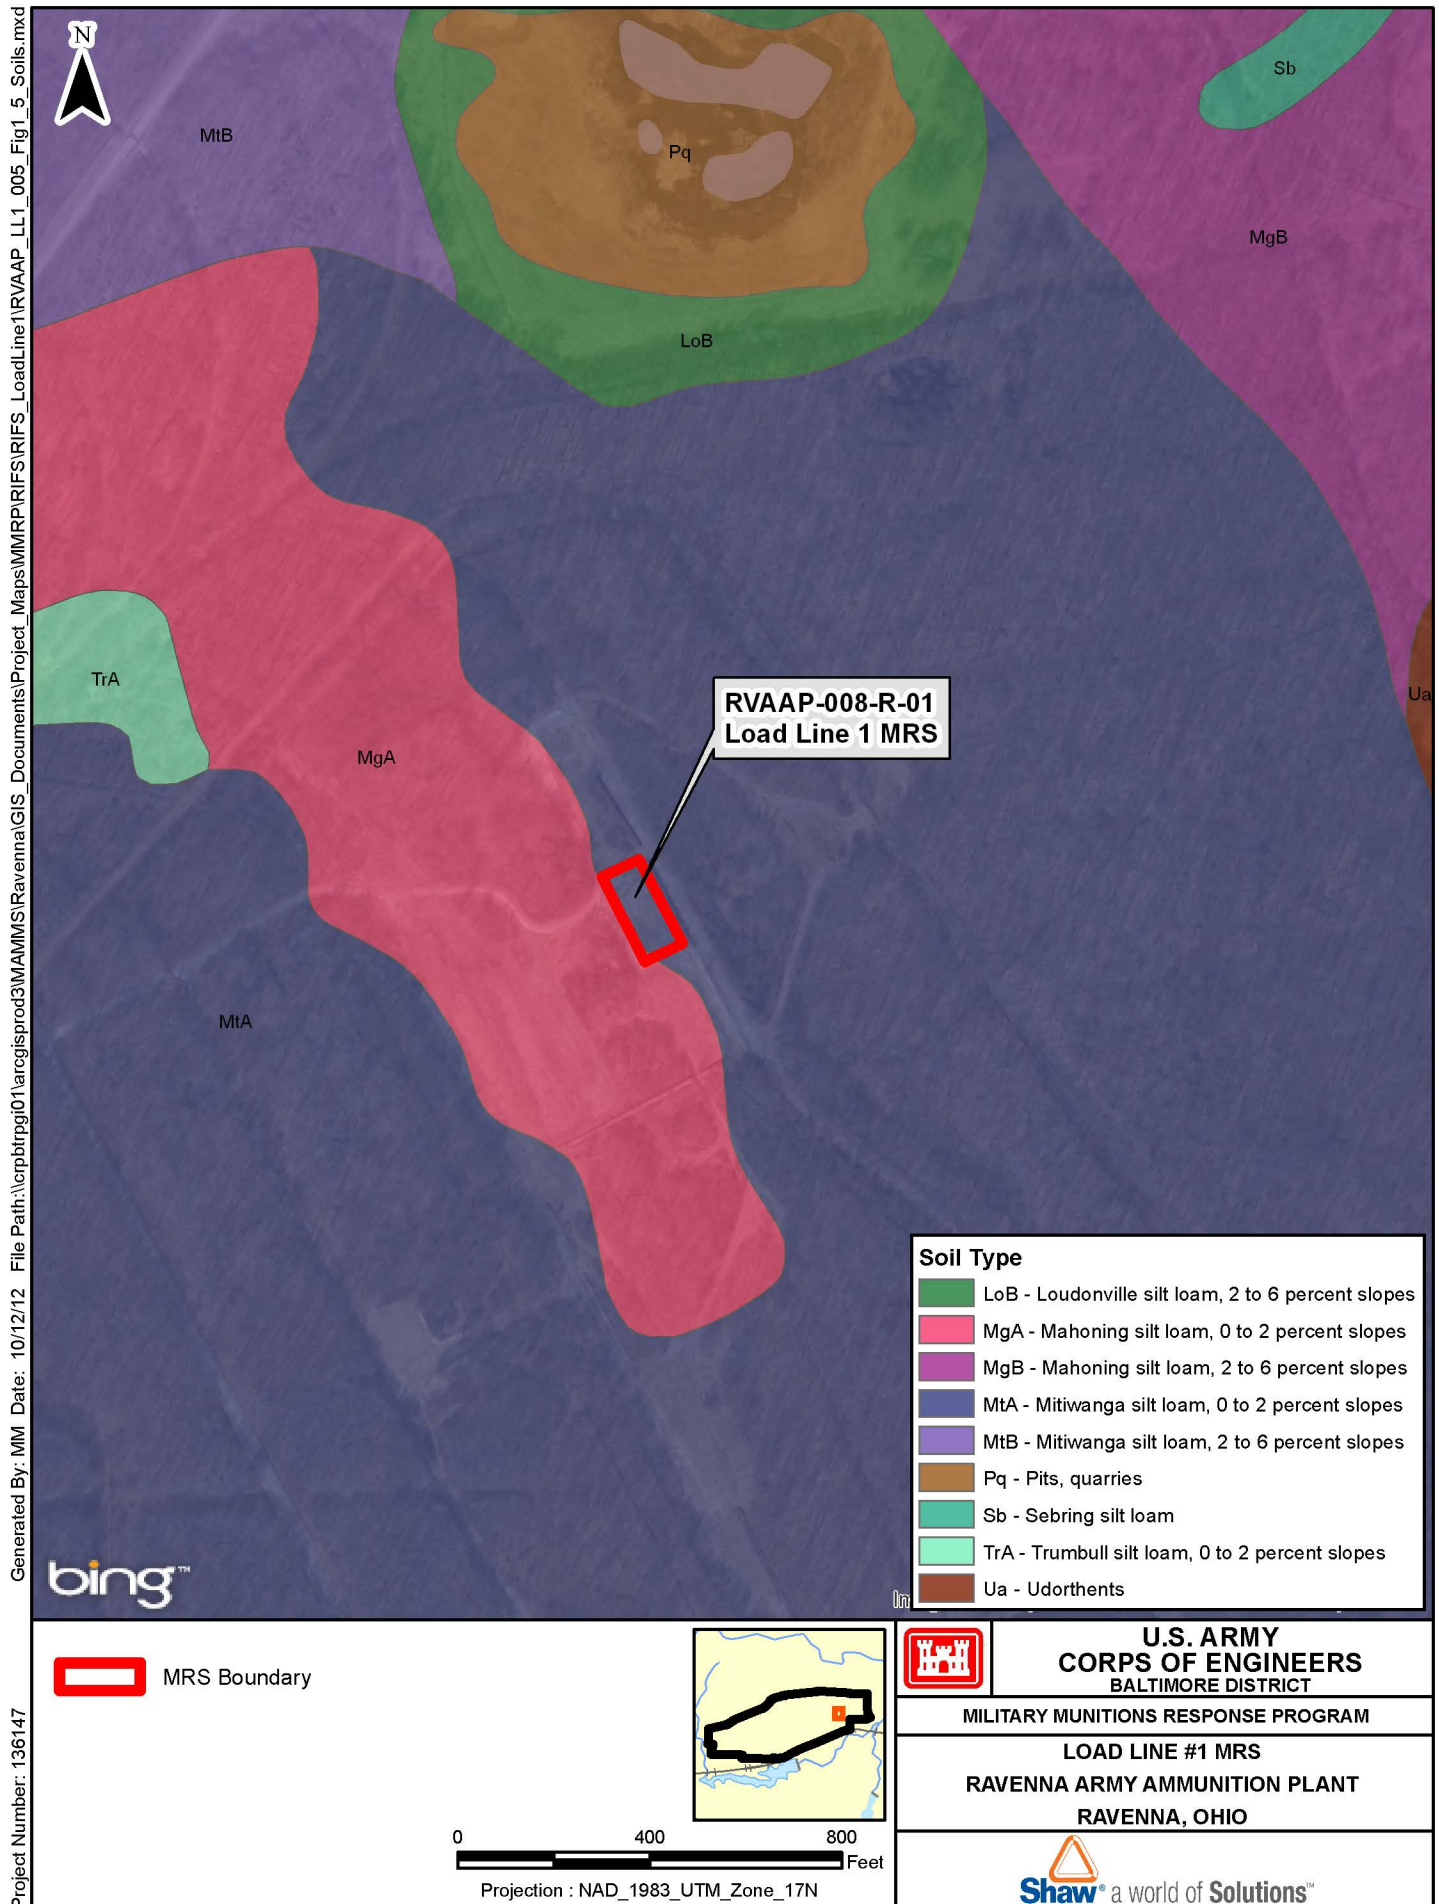 N
MtB
Pq
Sb
MgB
LoB
TrA
Ua
MgA
MtA
RVAAP-008-R-01
Load Line 1 MRS
Soil Type
LoB - Loudonville silt loam, 2 to 6 percent slopes
MgA - Mahoning silt loam, 0 to 2 percent slopes
MgB - Mahoning silt loam, 2 to 6 percent slopes
MtA - Mitiwanga silt loam, 0 to 2 percent slopes
MtB - Mitiwanga silt loam, 2 to 6 percent slopes
Pq - Pits, quarries
Sb - Sebring silt loam
TrA - Trumbull silt loam, 0 to 2 percent slopes
Ua - Udorthents
bing™
MRS Boundary
0 400 800
Feet
Projection : NAD_1983_UTM_Zone_17N
U.S. ARMY
CORPS OF ENGINEERS
BALTIMORE DISTRICT
MILITARY MUNITIONS RESPONSE PROGRAM
LOAD LINE #1 MRS
RAVENNA ARMY AMMUNITION PLANT
RAVENNA, OHIO
Shaw® a world of Solutions™
Project Number: 136147 Generated By: MM Date: 10/12/12 File Path:\\crpbtrpgi01\arcgisprod3\MAMMS\Ravenna\GIS_Documents\Project_Maps\MMRP\RIFS\RIFS_LoadLine1\RVAAP_LL1_005_Fig1_5_Soils.mxd